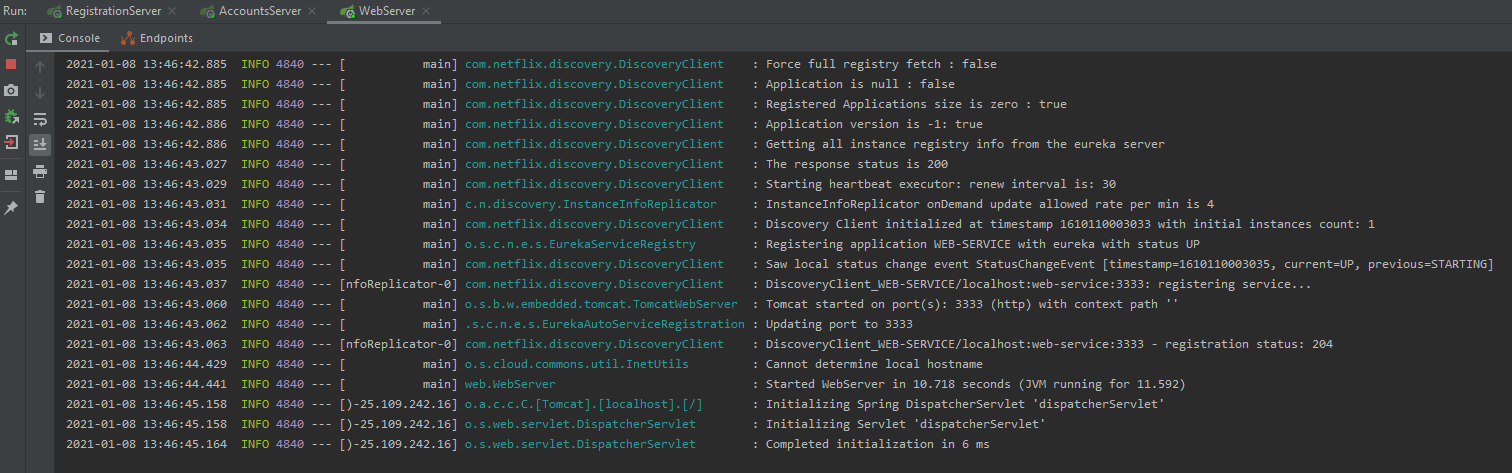 Run: RegistrationServer AccountsServer WebServer
Console Endpoints
2021-01-08 13:46:42.885  INFO 4840 --- [           main] com.netflix.discovery.DiscoveryClient    : Force full registry fetch : false
2021-01-08 13:46:42.885  INFO 4840 --- [           main] com.netflix.discovery.DiscoveryClient    : Application is null : false
2021-01-08 13:46:42.885  INFO 4840 --- [           main] com.netflix.discovery.DiscoveryClient    : Registered Applications size is zero : true
2021-01-08 13:46:42.886  INFO 4840 --- [           main] com.netflix.discovery.DiscoveryClient    : Application version is -1: true
2021-01-08 13:46:42.886  INFO 4840 --- [           main] com.netflix.discovery.DiscoveryClient    : Getting all instance registry info from the eureka server
2021-01-08 13:46:43.027  INFO 4840 --- [           main] com.netflix.discovery.DiscoveryClient    : The response status is 200
2021-01-08 13:46:43.029  INFO 4840 --- [           main] com.netflix.discovery.DiscoveryClient    : Starting heartbeat executor: renew interval is: 30
2021-01-08 13:46:43.031  INFO 4840 --- [           main] c.n.discovery.InstanceInfoReplicator     : InstanceInfoReplicator onDemand update allowed rate per min is 4
2021-01-08 13:46:43.034  INFO 4840 --- [           main] com.netflix.discovery.DiscoveryClient    : Discovery Client initialized at timestamp 1610110003033 with initial instances count: 1
2021-01-08 13:46:43.035  INFO 4840 --- [           main] o.s.c.n.e.s.EurekaServiceRegistry        : Registering application WEB-SERVICE with eureka with status UP
2021-01-08 13:46:43.035  INFO 4840 --- [           main] com.netflix.discovery.DiscoveryClient    : Saw local status change event StatusChangeEvent [timestamp=1610110003035, current=UP, previous=STARTING]
2021-01-08 13:46:43.037  INFO 4840 --- [nfoReplicator-0] com.netflix.discovery.DiscoveryClient    : DiscoveryClient_WEB-SERVICE/localhost:web-service:3333: registering service...
2021-01-08 13:46:43.060  INFO 4840 --- [           main] o.s.b.w.embedded.tomcat.TomcatWebServer  : Tomcat started on port(s): 3333 (http) with context path ''
2021-01-08 13:46:43.062  INFO 4840 --- [           main] .s.c.n.e.s.EurekaAutoServiceRegistration : Updating port to 3333
2021-01-08 13:46:43.063  INFO 4840 --- [nfoReplicator-0] com.netflix.discovery.DiscoveryClient    : DiscoveryClient_WEB-SERVICE/localhost:web-service:3333 - registration status: 204
2021-01-08 13:46:44.429  INFO 4840 --- [           main] o.s.cloud.commons.util.InetUtils         : Cannot determine local hostname
2021-01-08 13:46:44.441  INFO 4840 --- [           main] web.WebServer                            : Started WebServer in 10.718 seconds (JVM running for 11.592)
2021-01-08 13:46:45.158  INFO 4840 --- [)-25.109.242.16] o.a.c.c.C.[Tomcat].[localhost].[/]       : Initializing Spring DispatcherServlet 'dispatcherServlet'
2021-01-08 13:46:45.158  INFO 4840 --- [)-25.109.242.16] o.s.web.servlet.DispatcherServlet        : Initializing Servlet 'dispatcherServlet'
2021-01-08 13:46:45.164  INFO 4840 --- [)-25.109.242.16] o.s.web.servlet.DispatcherServlet        : Completed initialization in 6 ms